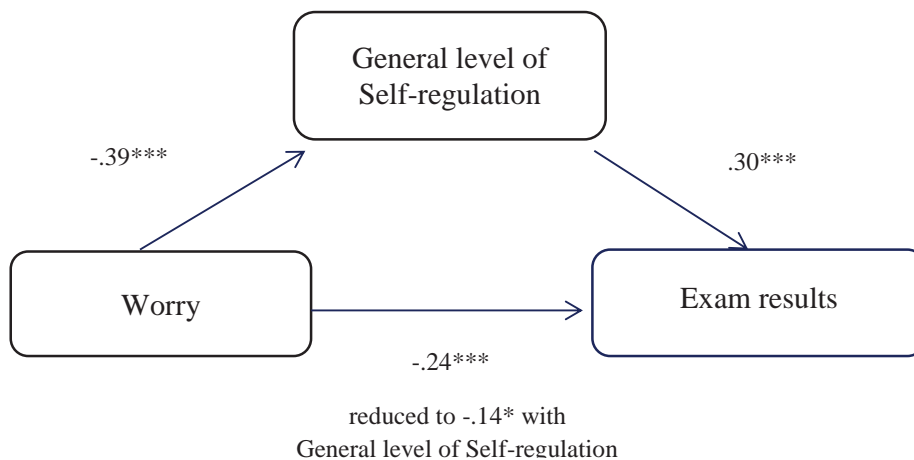 General level of
Self-regulation
-.39***
.30***
Worry
Exam results
-.24***
reduced to -.14* with
General level of Self-regulation